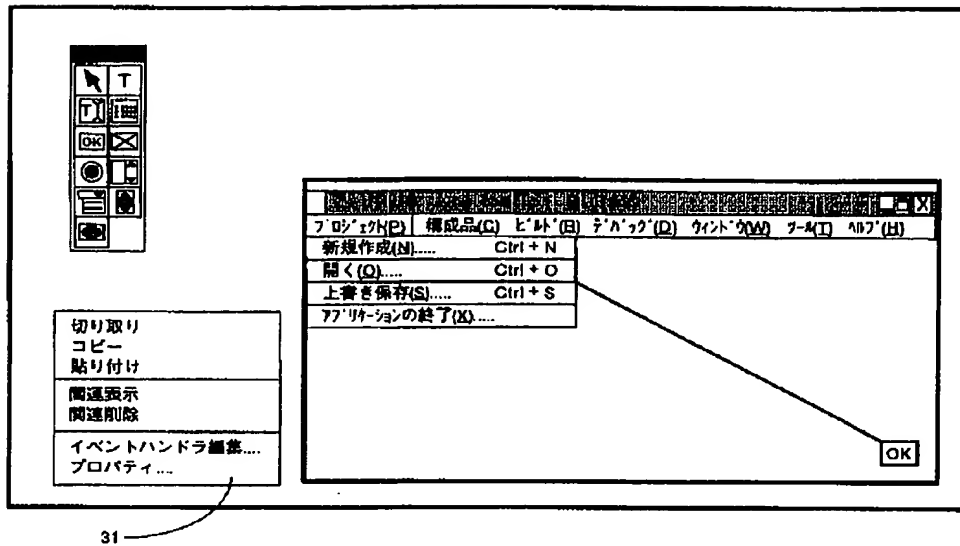 T
T
OK
プロジェクト(P) 構成品(C) ビルド(B) デバッグ(D) ウィンドウ(W) ツール(T) ヘルプ(H)
新規作成(N)..... Ctrl + N
開く(O)..... Ctrl + O
上書き保存(S)..... Ctrl + S
アプリケーションの終了(X).....
切り取り
コピー
貼り付け
関連表示
関連削除
イベントハンドラ編集....
プロパティ....
OK
31